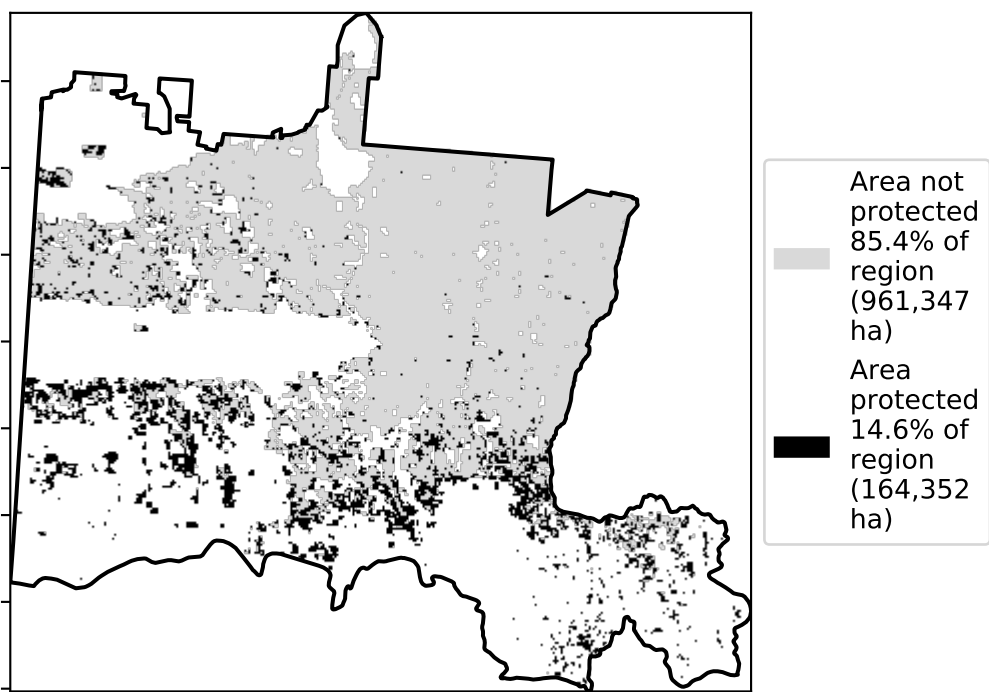 Area not
protected
85.4% of
region
(961,347
ha)
Area
protected
14.6% of
region
(164,352
ha)